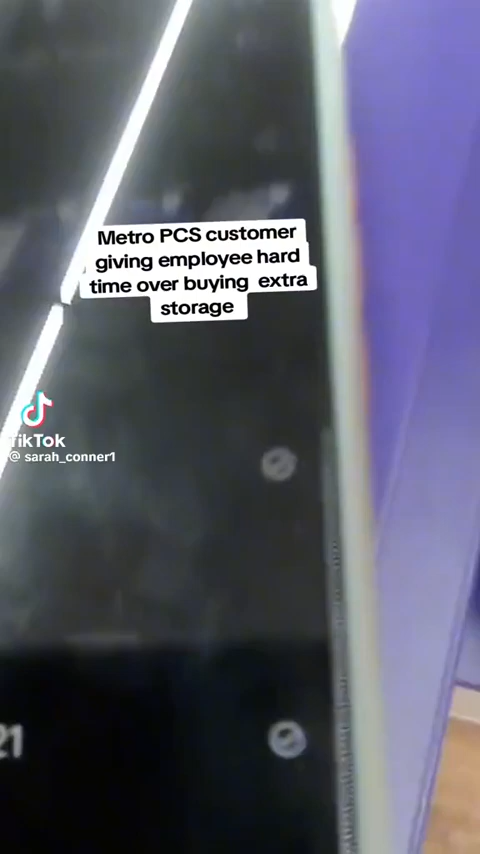 Metro PCS customer
giving employee hard
time over buying extra
storage
TikTok
@ sarah_conner1
21